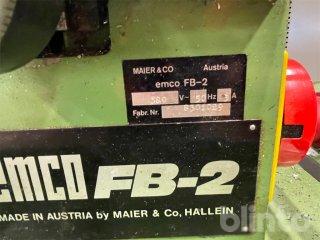 MAIER & CO Austria
emco FB-2
380 V~ 50 Hz A
Fabr. Nr.
emco FB-2
MADE IN AUSTRIA by MAIER & Co, HALLEIN